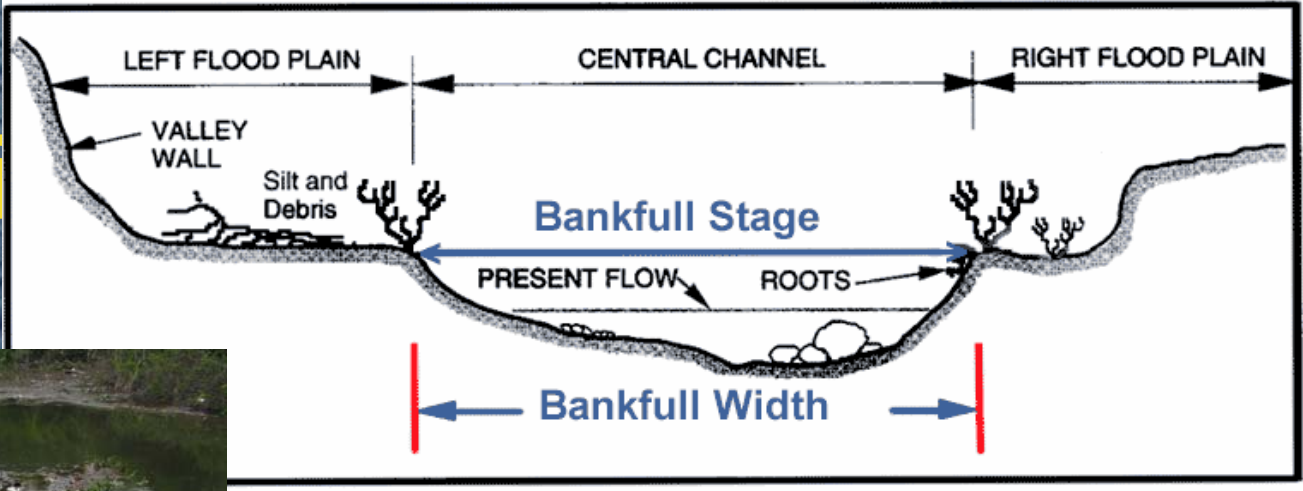 LEFT FLOOD PLAIN
CENTRAL CHANNEL
RIGHT FLOOD PLAIN
VALLEY
WALL
Silt and
Debris
Bankfull Stage
PRESENT FLOW
ROOTS
Bankfull Width